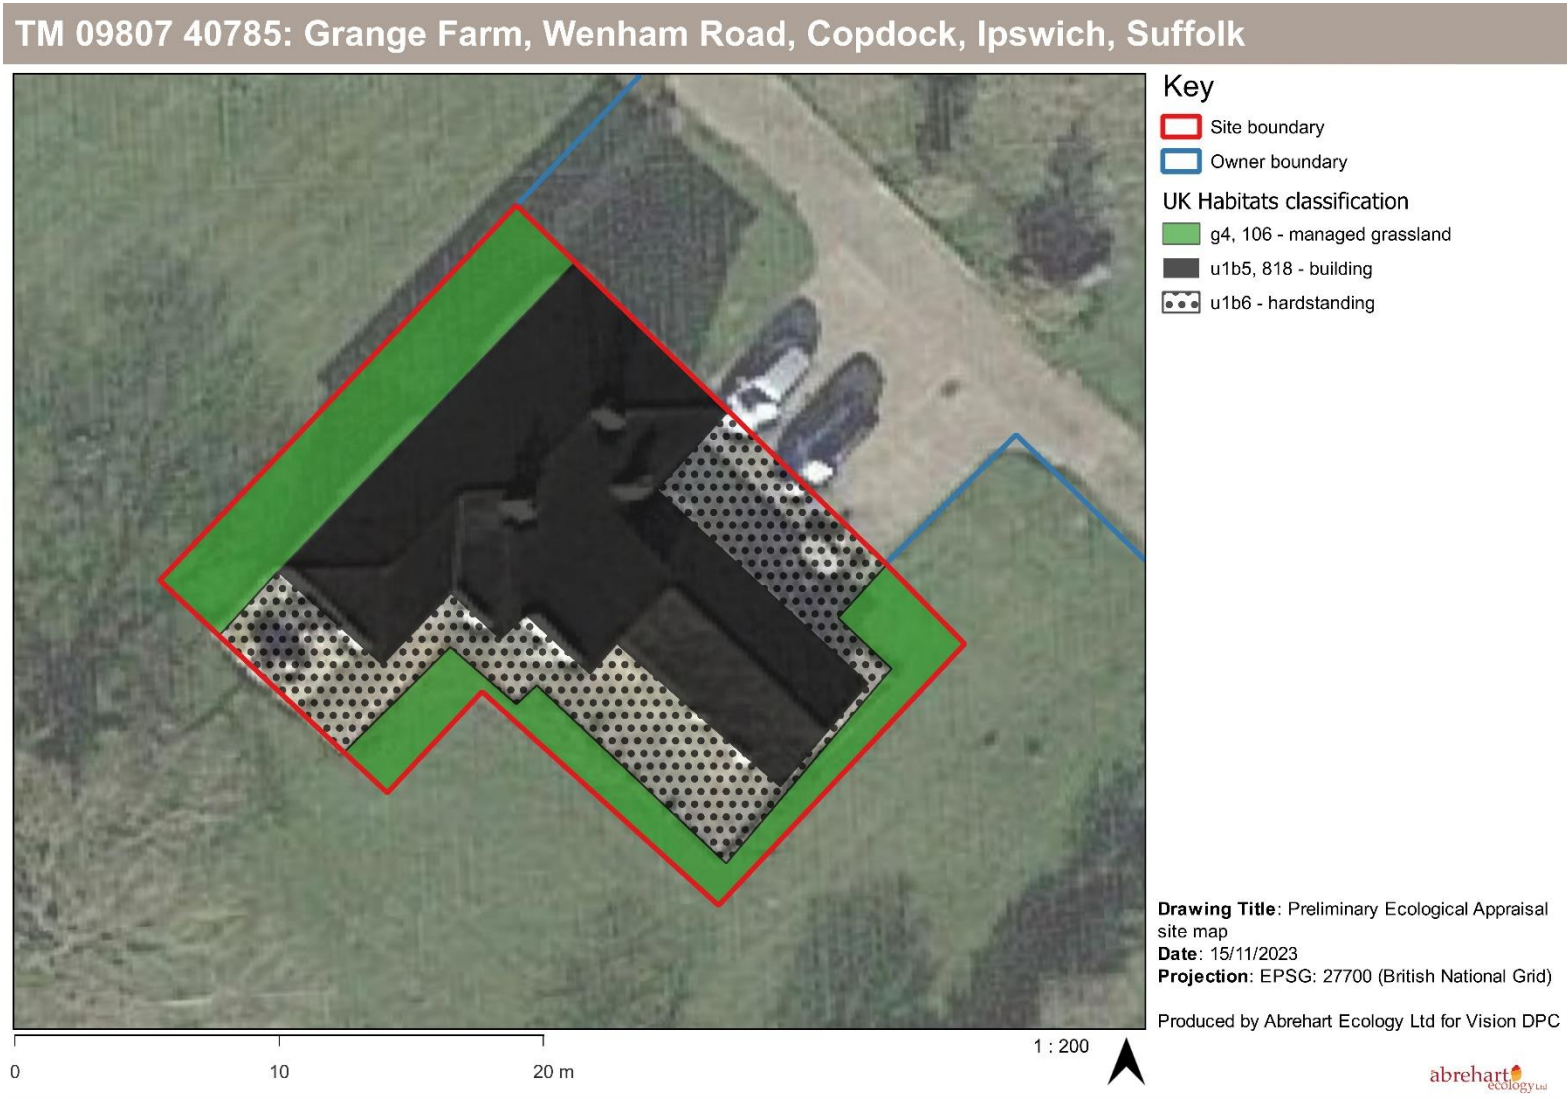 TM 09807 40785: Grange Farm, Wenham Road, Copdock, Ipswich, Suffolk
Key
Site boundary
Owner boundary
UK Habitats classification
g4, 106 - managed grassland
u1b5, 818 - building
u1b6 - hardstanding
Drawing Title: Preliminary Ecological Appraisal
site map
Date: 15/11/2023
Projection: EPSG: 27700 (British National Grid)
Produced by Abrehart Ecology Ltd for Vision DPC
1 : 200
0 10 20 m
abrehart
ecology Ltd